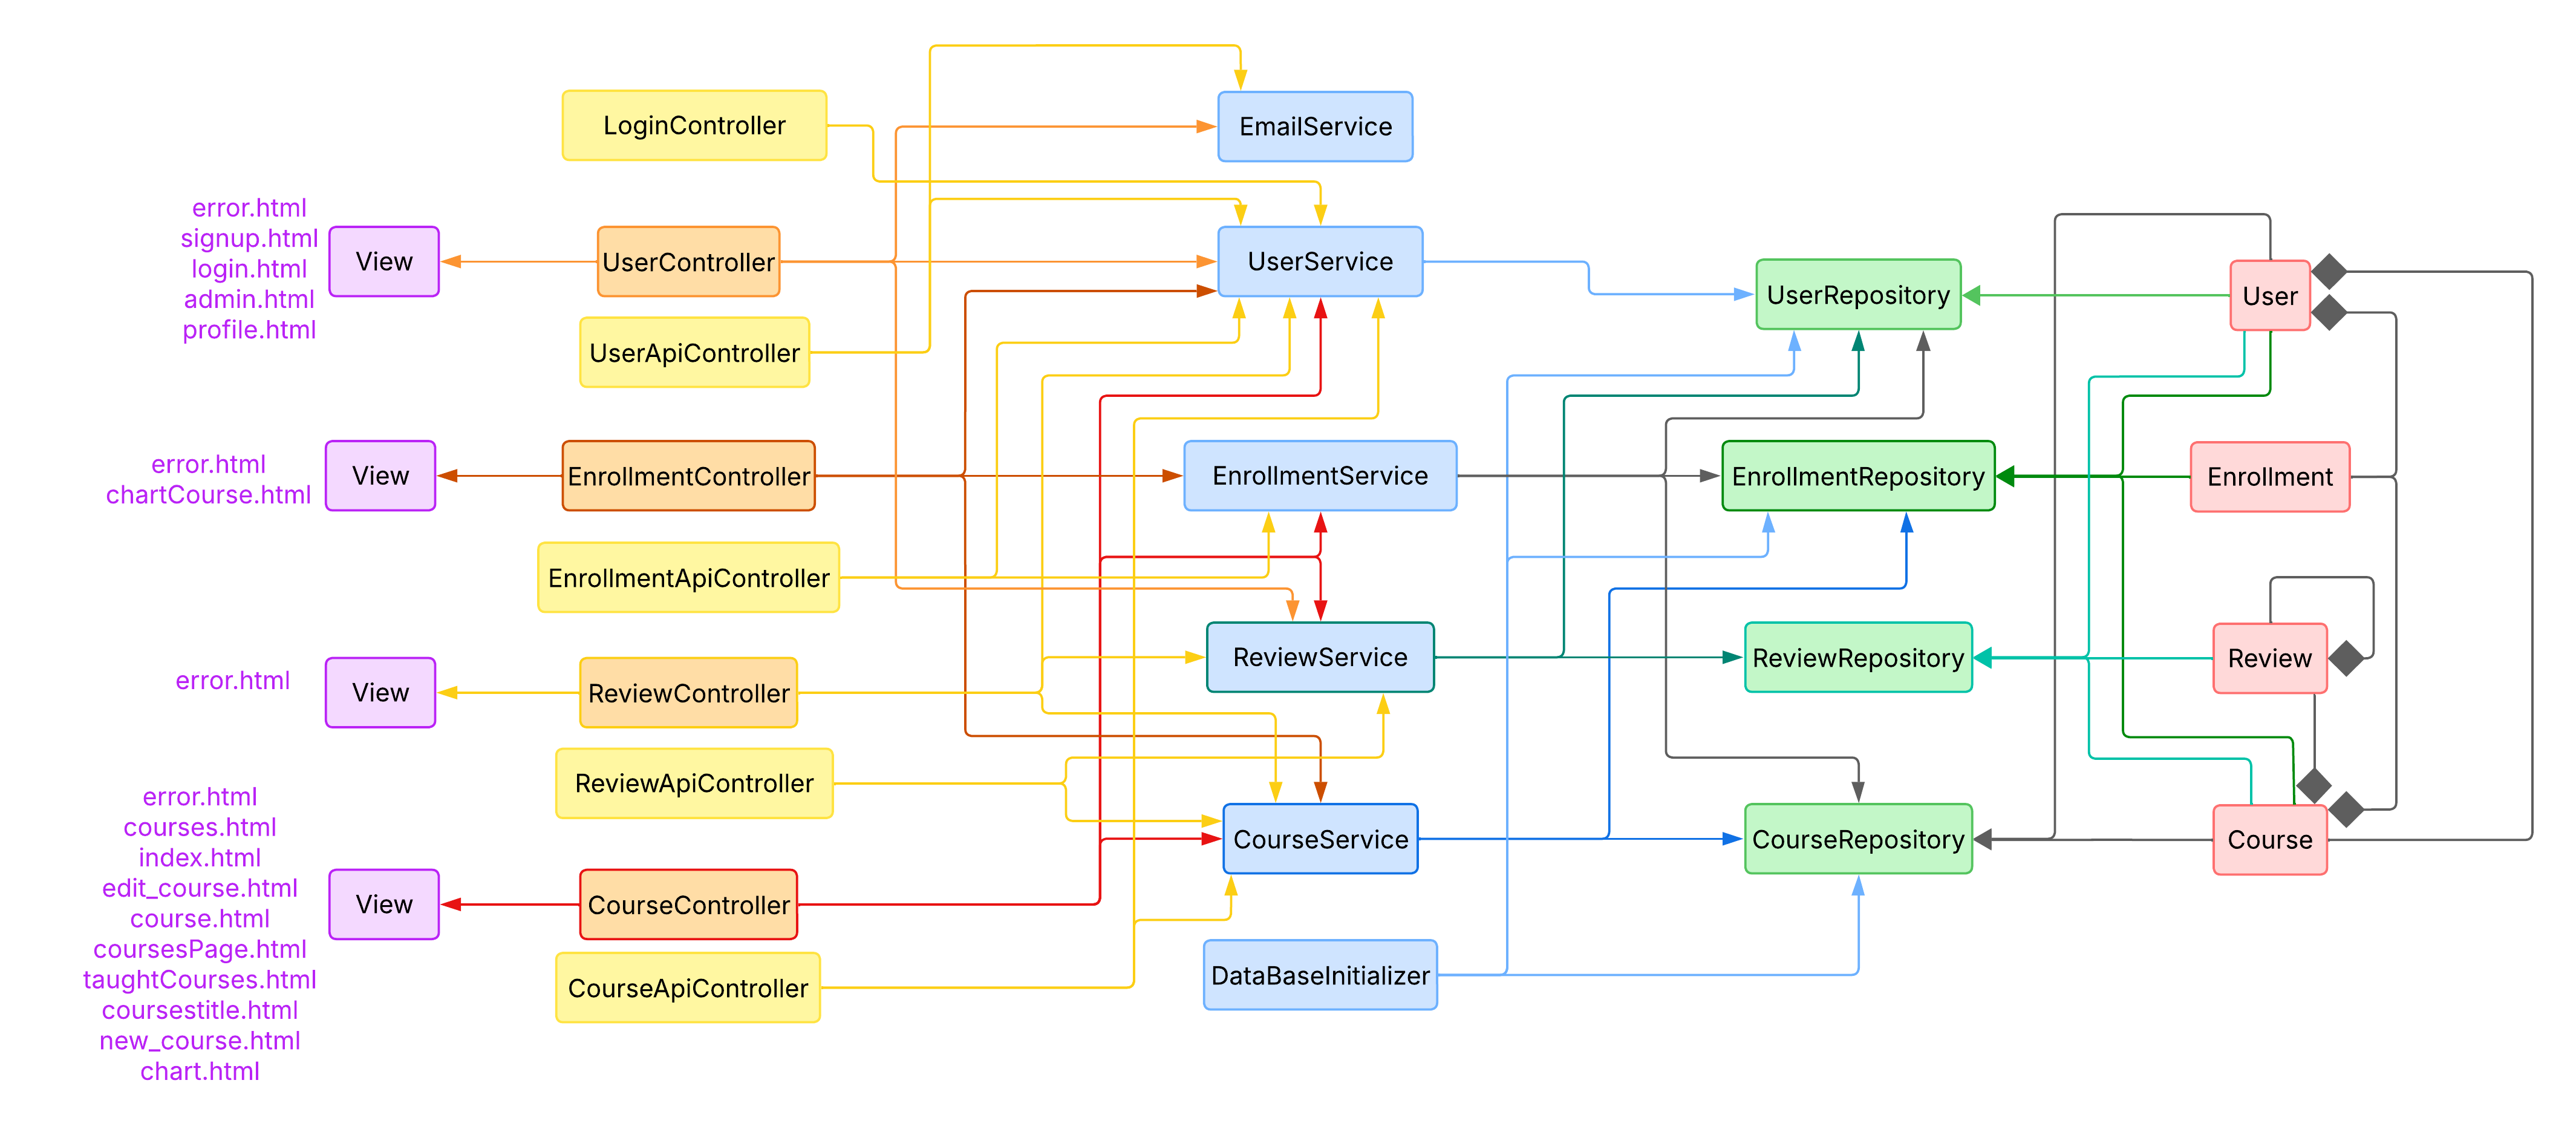 LoginController
EmailService
error.html
signup.html
login.html
admin.html
profile.html
View
UserController
UserService
UserRepository
User
UserApiController
error.html
chartCourse.html
View
EnrollmentController
EnrollmentService
EnrollmentRepository
Enrollment
EnrollmentApiController
error.html
View
ReviewController
ReviewService
ReviewRepository
Review
ReviewApiController
CourseService
CourseRepository
Course
error.html
courses.html
index.html
edit_course.html
course.html
coursesPage.html
taughtCourses.html
coursestitle.html
new_course.html
chart.html
View
CourseController
CourseApiController
DataBaseInitializer